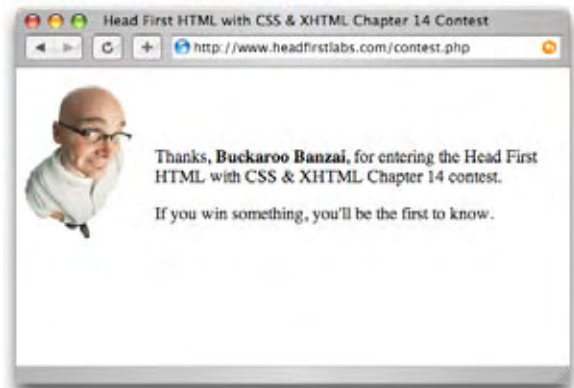 Head First HTML with CSS & XHTML Chapter 14 Contest
http://www.headfirstlabs.com/contest.php
Thanks, Buckaroo Banzai, for entering the Head First
HTML with CSS & XHTML Chapter 14 contest.
If you win something, you'll be the first to know.